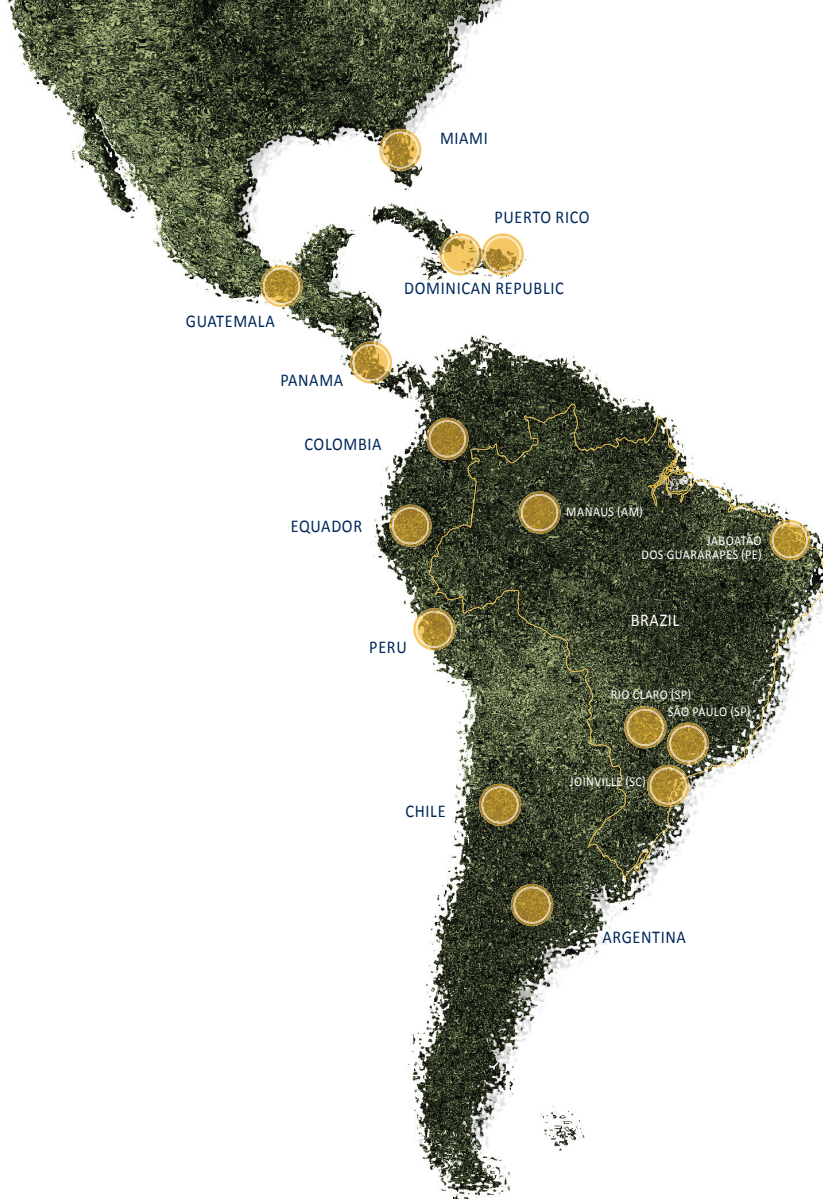 MIAMI
PUERTO RICO
DOMINICAN REPUBLIC
GUATEMALA
PANAMA
COLOMBIA
EQUADOR
MANAUS (AM)
JABOATÃO
DOS GUARARAPES (PE)
BRAZIL
PERU
RIO CLARO (SP)
SÃO PAULO (SP)
JOINVILLE (SC)
CHILE
ARGENTINA